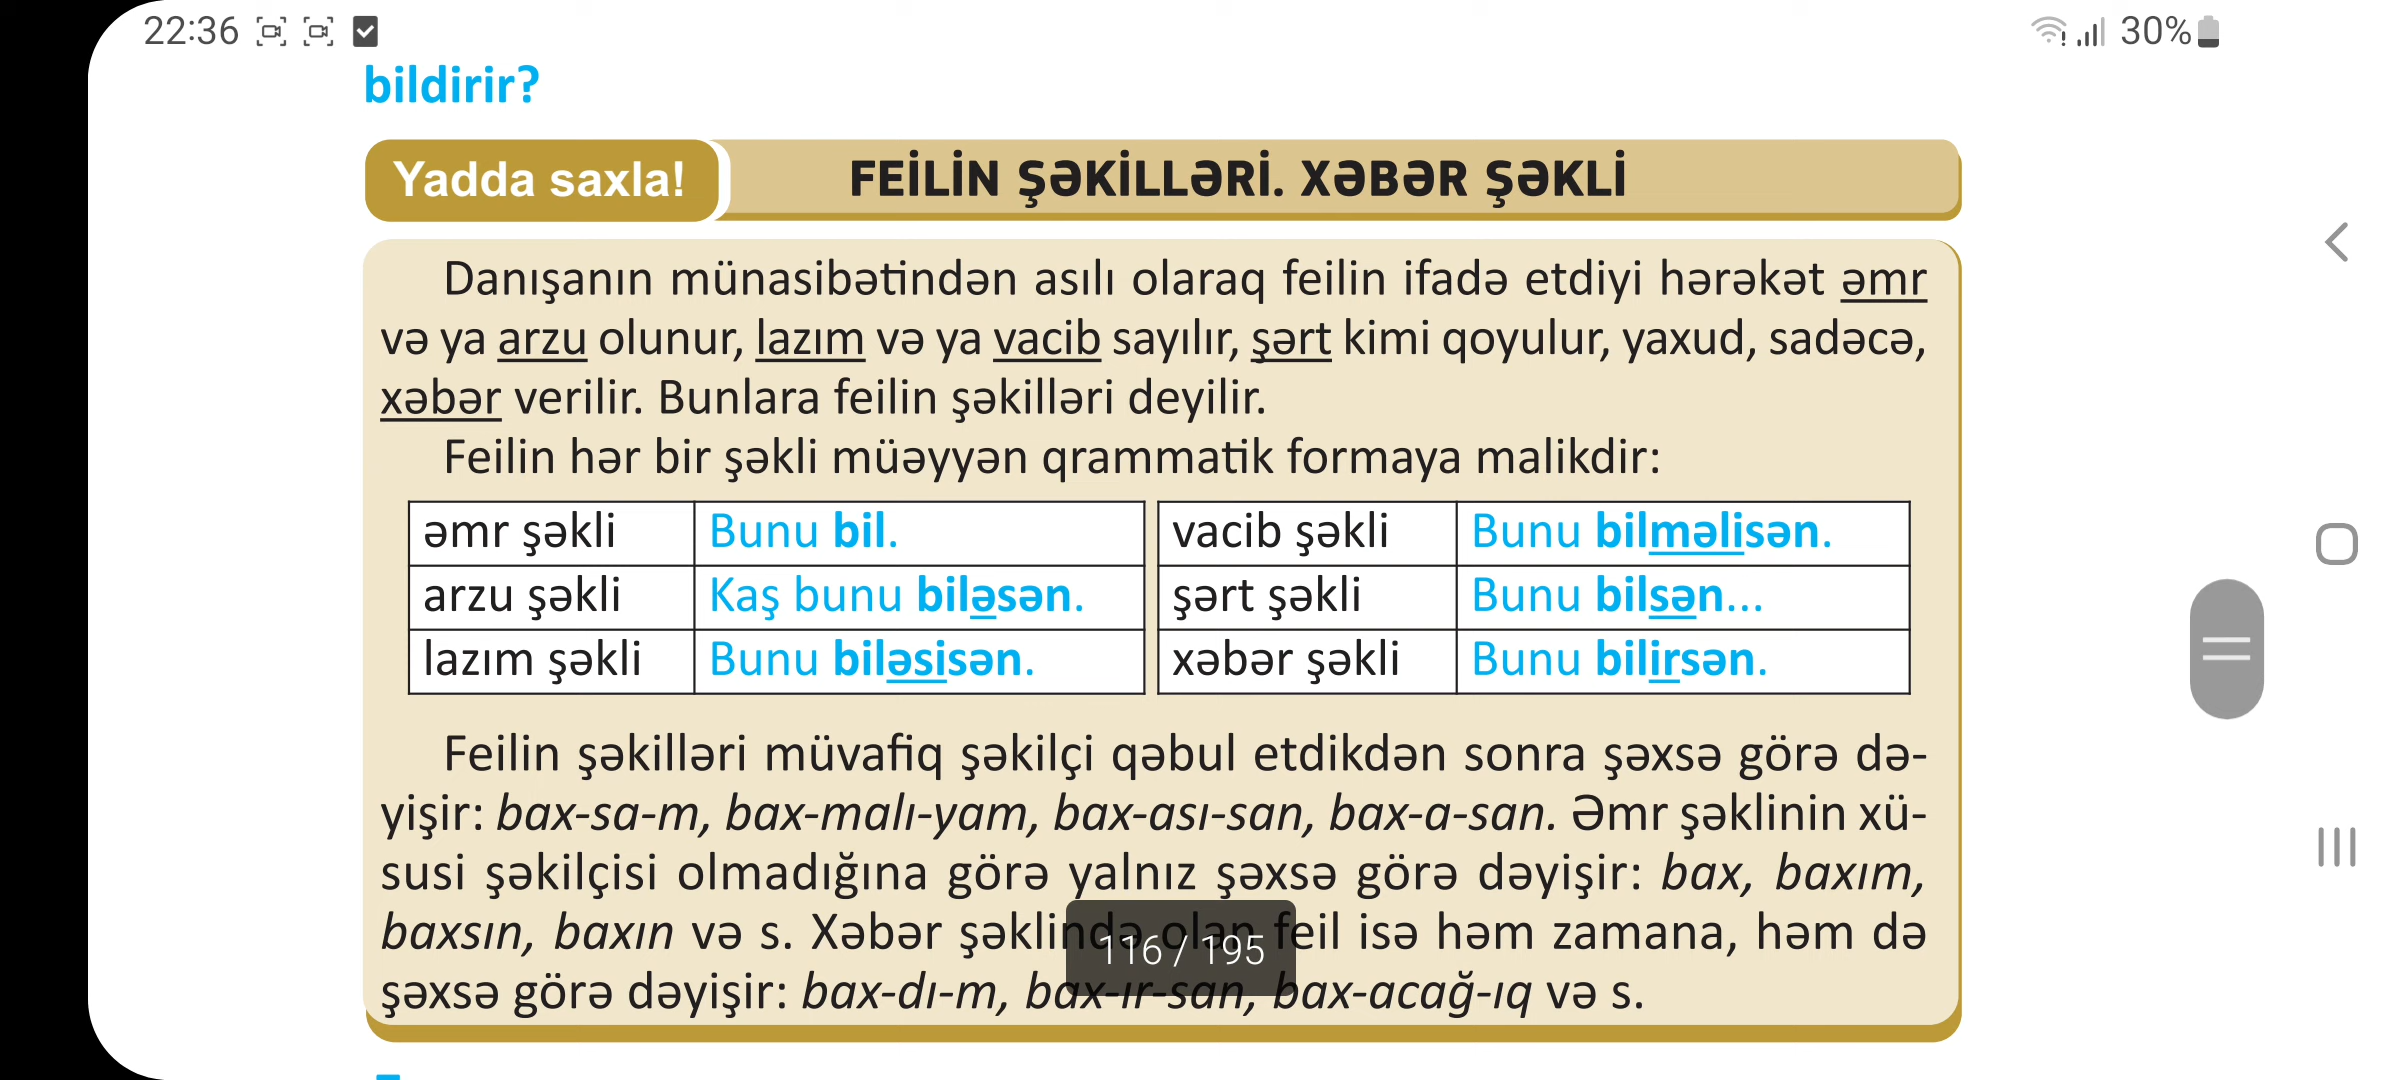 22:36 30%
bildirir?
Yadda saxla! FEİLİN ŞƏKİLLƏRİ. XƏBƏR ŞƏKLİ
Danışanın münasibətindən asılı olaraq feilin ifadə etdiyi hərəkət əmr
və ya arzu olunur, lazım və ya vacib sayılır, şərt kimi qoyulur, yaxud, sadəcə,
xəbər verilir. Bunlara feilin şəkilləri deyilir.
Feilin hər bir şəkli müəyyən qrammatik formaya malikdir:
əmr şəkli Bunu bil. vacib şəkli Bunu bilməlisən.
arzu şəkli Kaş bunu biləsən. şərt şəkli Bunu bilsən...
lazım şəkli Bunu biləsisən. xəbər şəkli Bunu bilirsən.
Feilin şəkilləri müvafiq şəkilçi qəbul etdikdən sonra şəxsə görə də-
yişir: bax-sa-m, bax-malı-yam, bax-ası-san, bax-a-san. Əmr şəklinin xü-
susi şəkilçisi olmadığına görə yalnız şəxsə görə dəyişir: bax, baxım,
baxsın, baxın və s. Xəbər şəklində olan feil isə həm zamana, həm də
116 / 195
şəxsə görə dəyişir: bax-dı-m, bax-ır-san, bax-acağ-ıq və s.